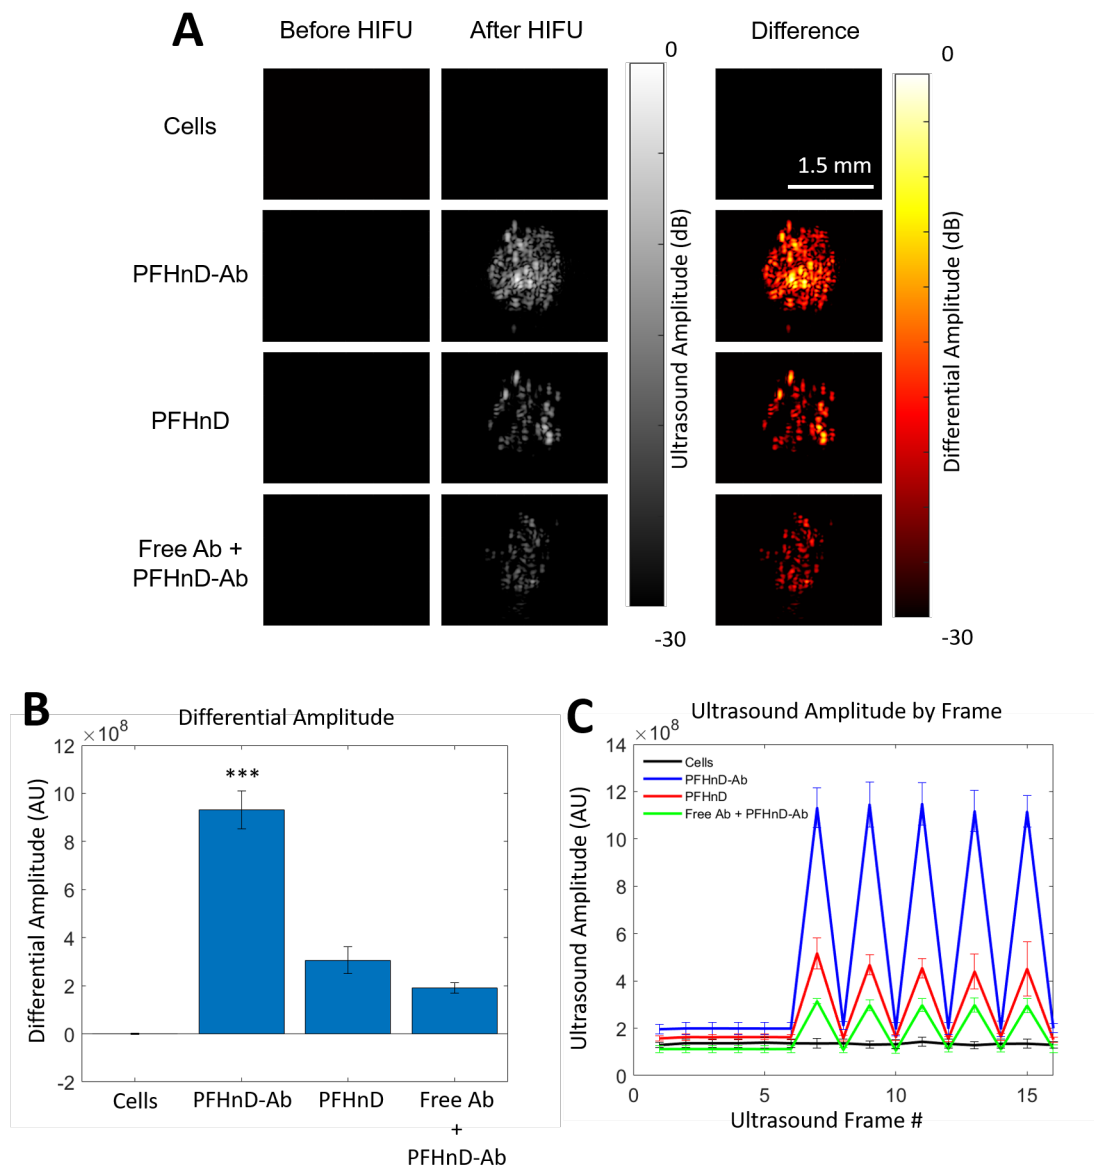 A
Before HIFU
After HIFU
Difference
0
0
Cells
1.5 mm
PFHnD-Ab
Ultrasound Amplitude (dB)
Differential Amplitude (dB)
PFHnD
Free Ab +
PFHnD-Ab
-30
-30
B
Differential Amplitude
×10⁸
Differential Amplitude (AU)
12
10
8
6
4
2
0
-2
***
Cells
PFHnD-Ab
PFHnD
Free Ab
+
PFHnD-Ab
C
Ultrasound Amplitude by Frame
×10⁸
Ultrasound Amplitude (AU)
14
12
10
8
6
4
2
0
Cells
PFHnD-Ab
PFHnD
Free Ab + PFHnD-Ab
0
5
10
15
Ultrasound Frame #